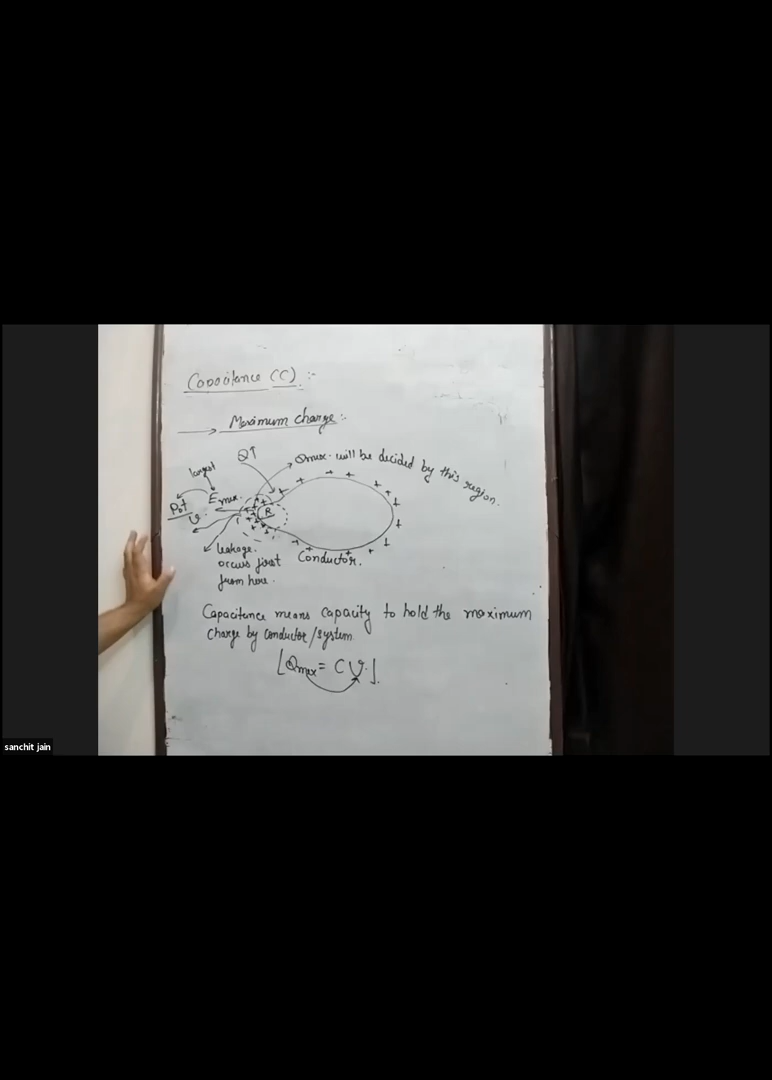 Capacitance (C) :-
→ Maximum charge :-
Q↑
Qmax. will be decided by this region.
largest
Emax.
Pot
V.
R
+ + + + + + + + + + + +
leakage.
occurs first
from here.
Conductor.
Capacitance means capacity to hold the maximum
charge by conductor/system.
[Qmax = CV.].
sanchit jain